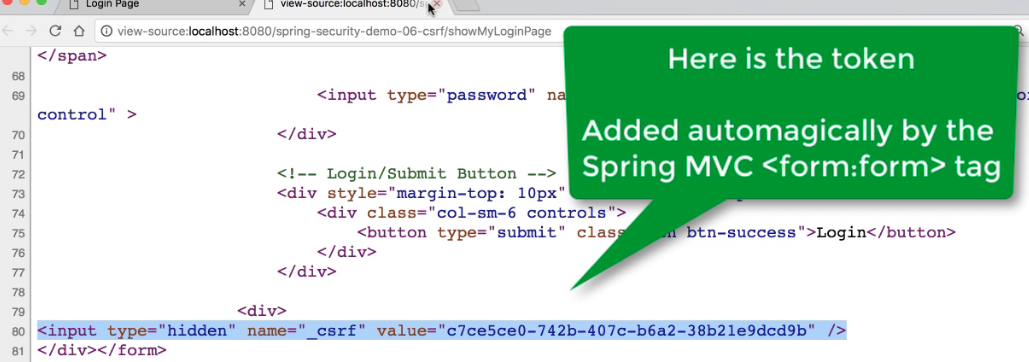 Login Page
view-source:localhost:8080/s
view-source:localhost:8080/spring-security-demo-06-csrf/showMyLoginPage
Here is the token
Added automagically by the
Spring MVC <form:form> tag
</span>
68
69 <input type="password"
control" >
70 </div>
71
72 <!-- Login/Submit Button -->
73 <div style="margin-top: 10px"
74 <div class="col-sm-6 controls">
75 <button type="submit" btn-success">Login</button>
76 </div>
77 </div>
78
79 <div>
80 <input type="hidden" name="_csrf" value="c7ce5ce0-742b-407c-b6a2-38b21e9dcd9b" />
81 </div></form>